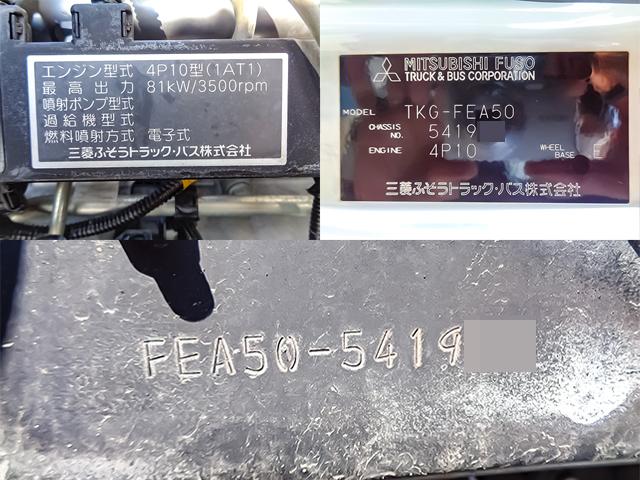 エンジン型式 4P10型(1AT1)
最高出力 81kW/3500rpm
噴射ポンプ型式
過給機型式
燃料噴射方式 電子式
三菱ふそうトラック・バス株式会社
MITSUBISHI FUSO
TRUCK & BUS CORPORATION
MODEL TKG-FEA50
CHASSIS NO. 5419
ENGINE 4P10 WHEEL BASE E
三菱ふそうトラック・バス株式会社
FEA50-5419